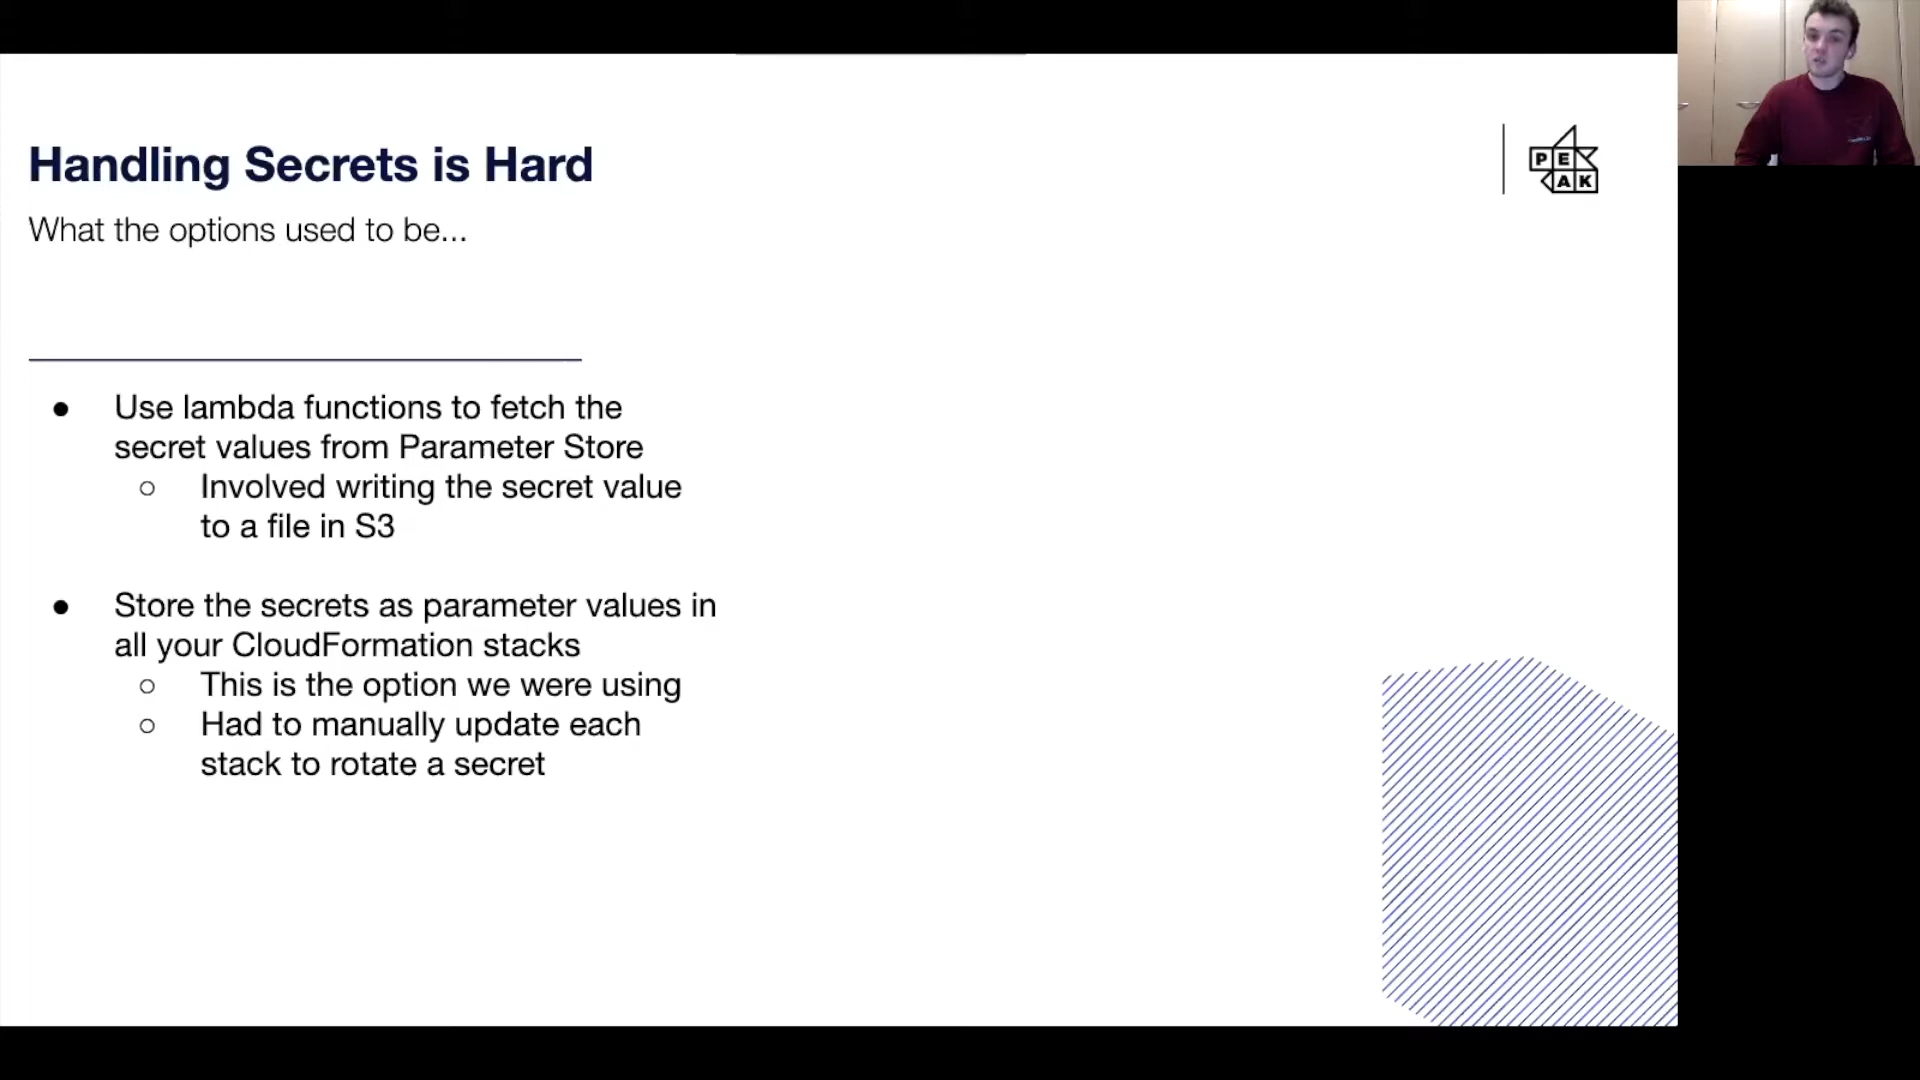 Handling Secrets is Hard
What the options used to be...
PE
AK
● Use lambda functions to fetch the
secret values from Parameter Store
○ Involved writing the secret value
to a file in S3
● Store the secrets as parameter values in
all your CloudFormation stacks
○ This is the option we were using
○ Had to manually update each
stack to rotate a secret